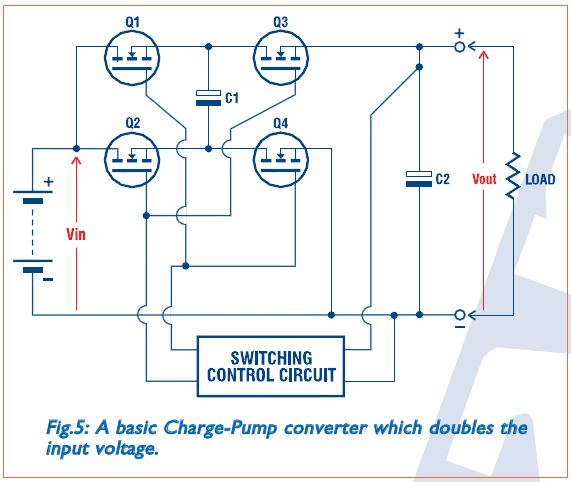 Q1
Q3
+
C1
Q2
Q4
+
C2
Vout
LOAD
Vin
–
–
SWITCHING
CONTROL CIRCUIT
Fig.5: A basic Charge-Pump converter which doubles the
input voltage.